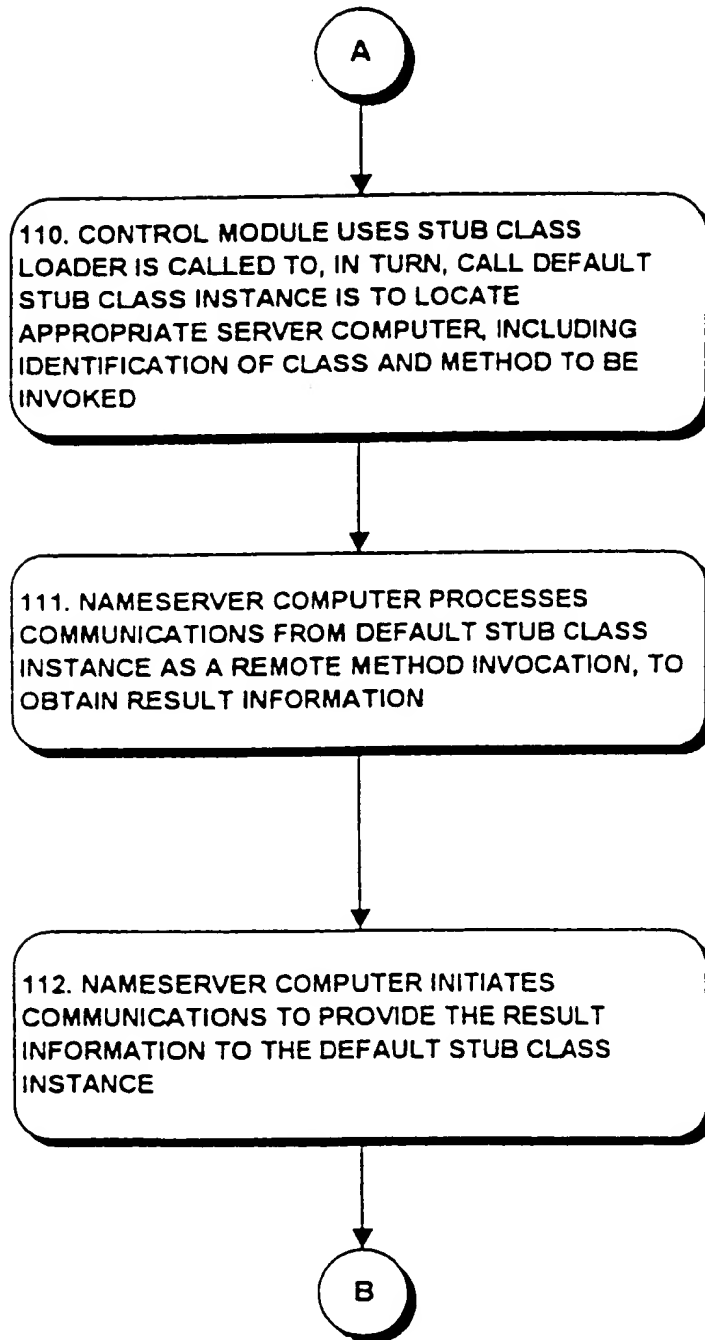 A
110. CONTROL MODULE USES STUB CLASS
LOADER IS CALLED TO, IN TURN, CALL DEFAULT
STUB CLASS INSTANCE IS TO LOCATE
APPROPRIATE SERVER COMPUTER, INCLUDING
IDENTIFICATION OF CLASS AND METHOD TO BE
INVOKED
111. NAMESERVER COMPUTER PROCESSES
COMMUNICATIONS FROM DEFAULT STUB CLASS
INSTANCE AS A REMOTE METHOD INVOCATION, TO
OBTAIN RESULT INFORMATION
112. NAMESERVER COMPUTER INITIATES
COMMUNICATIONS TO PROVIDE THE RESULT
INFORMATION TO THE DEFAULT STUB CLASS
INSTANCE
B